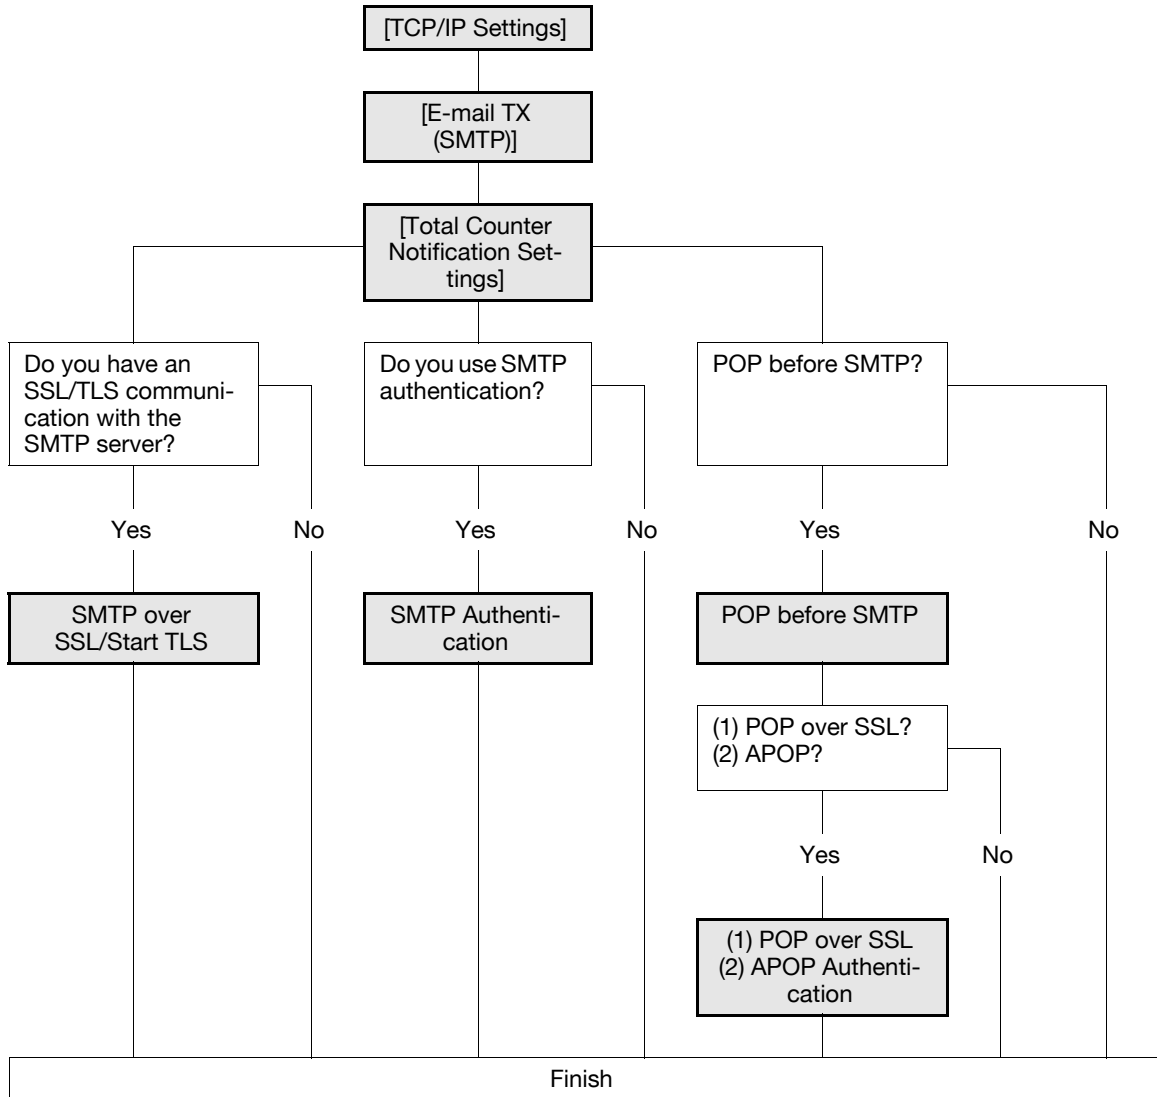 [TCP/IP Settings]
[E-mail TX
(SMTP)]
[Total Counter
Notification Set-
tings]
Do you have an
SSL/TLS communi-
cation with the
SMTP server?
Do you use SMTP
authentication?
POP before SMTP?
Yes
No
Yes
No
Yes
No
SMTP over
SSL/Start TLS
SMTP Authenti-
cation
POP before SMTP
(1) POP over SSL?
(2) APOP?
Yes
No
(1) POP over SSL
(2) APOP Authenti-
cation
Finish